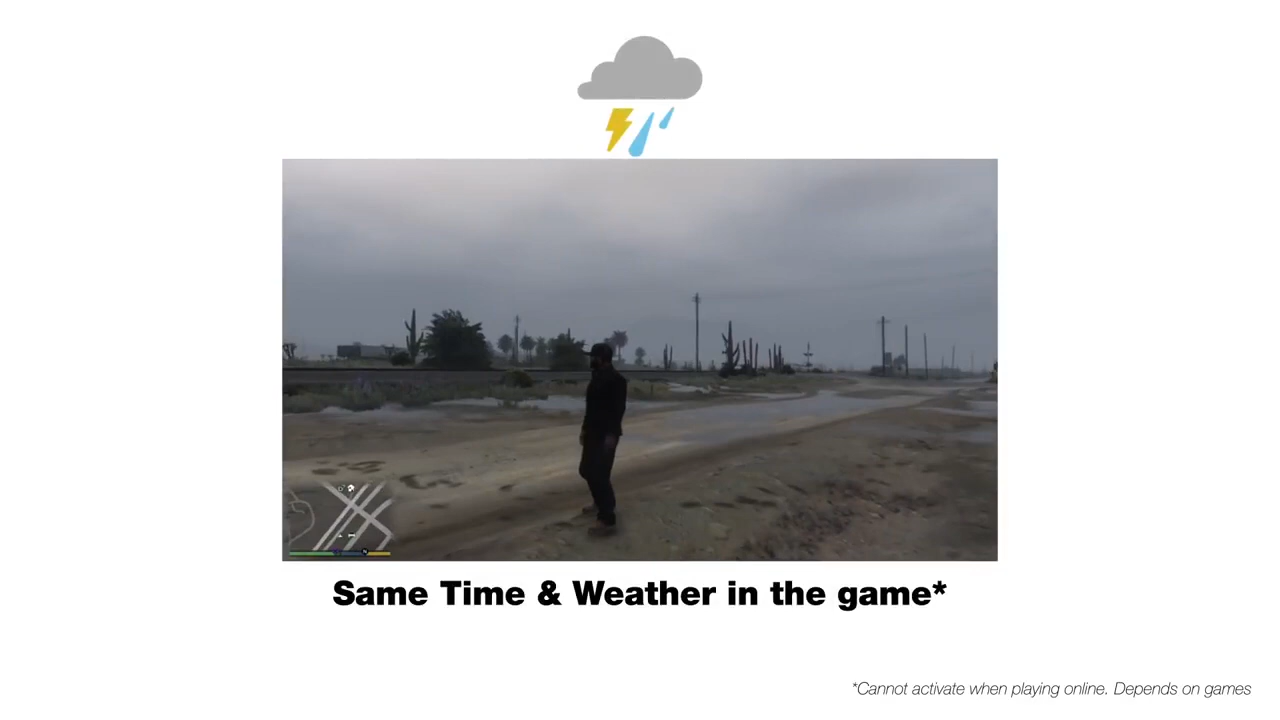 Same Time & Weather in the game*
*Cannot activate when playing online. Depends on games